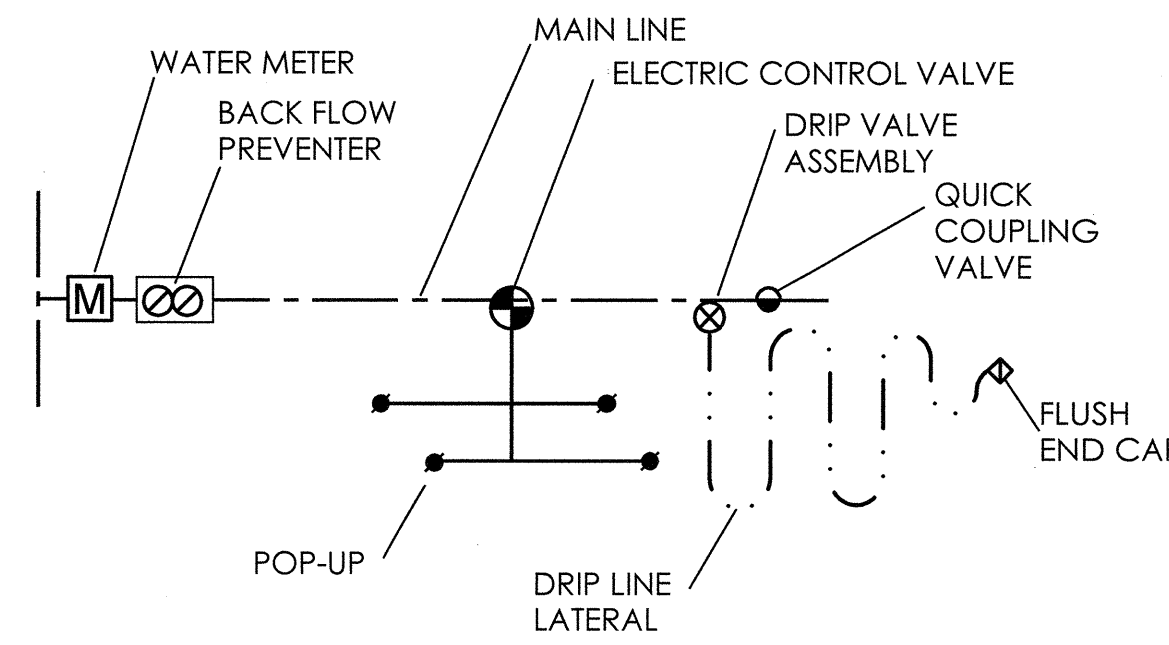 MAIN LINE
WATER METER
ELECTRIC CONTROL VALVE
BACK FLOW
PREVENTER
DRIP VALVE
ASSEMBLY
QUICK
COUPLING
VALVE
M
FLUSH
END CAI
POP-UP
DRIP LINE
LATERAL